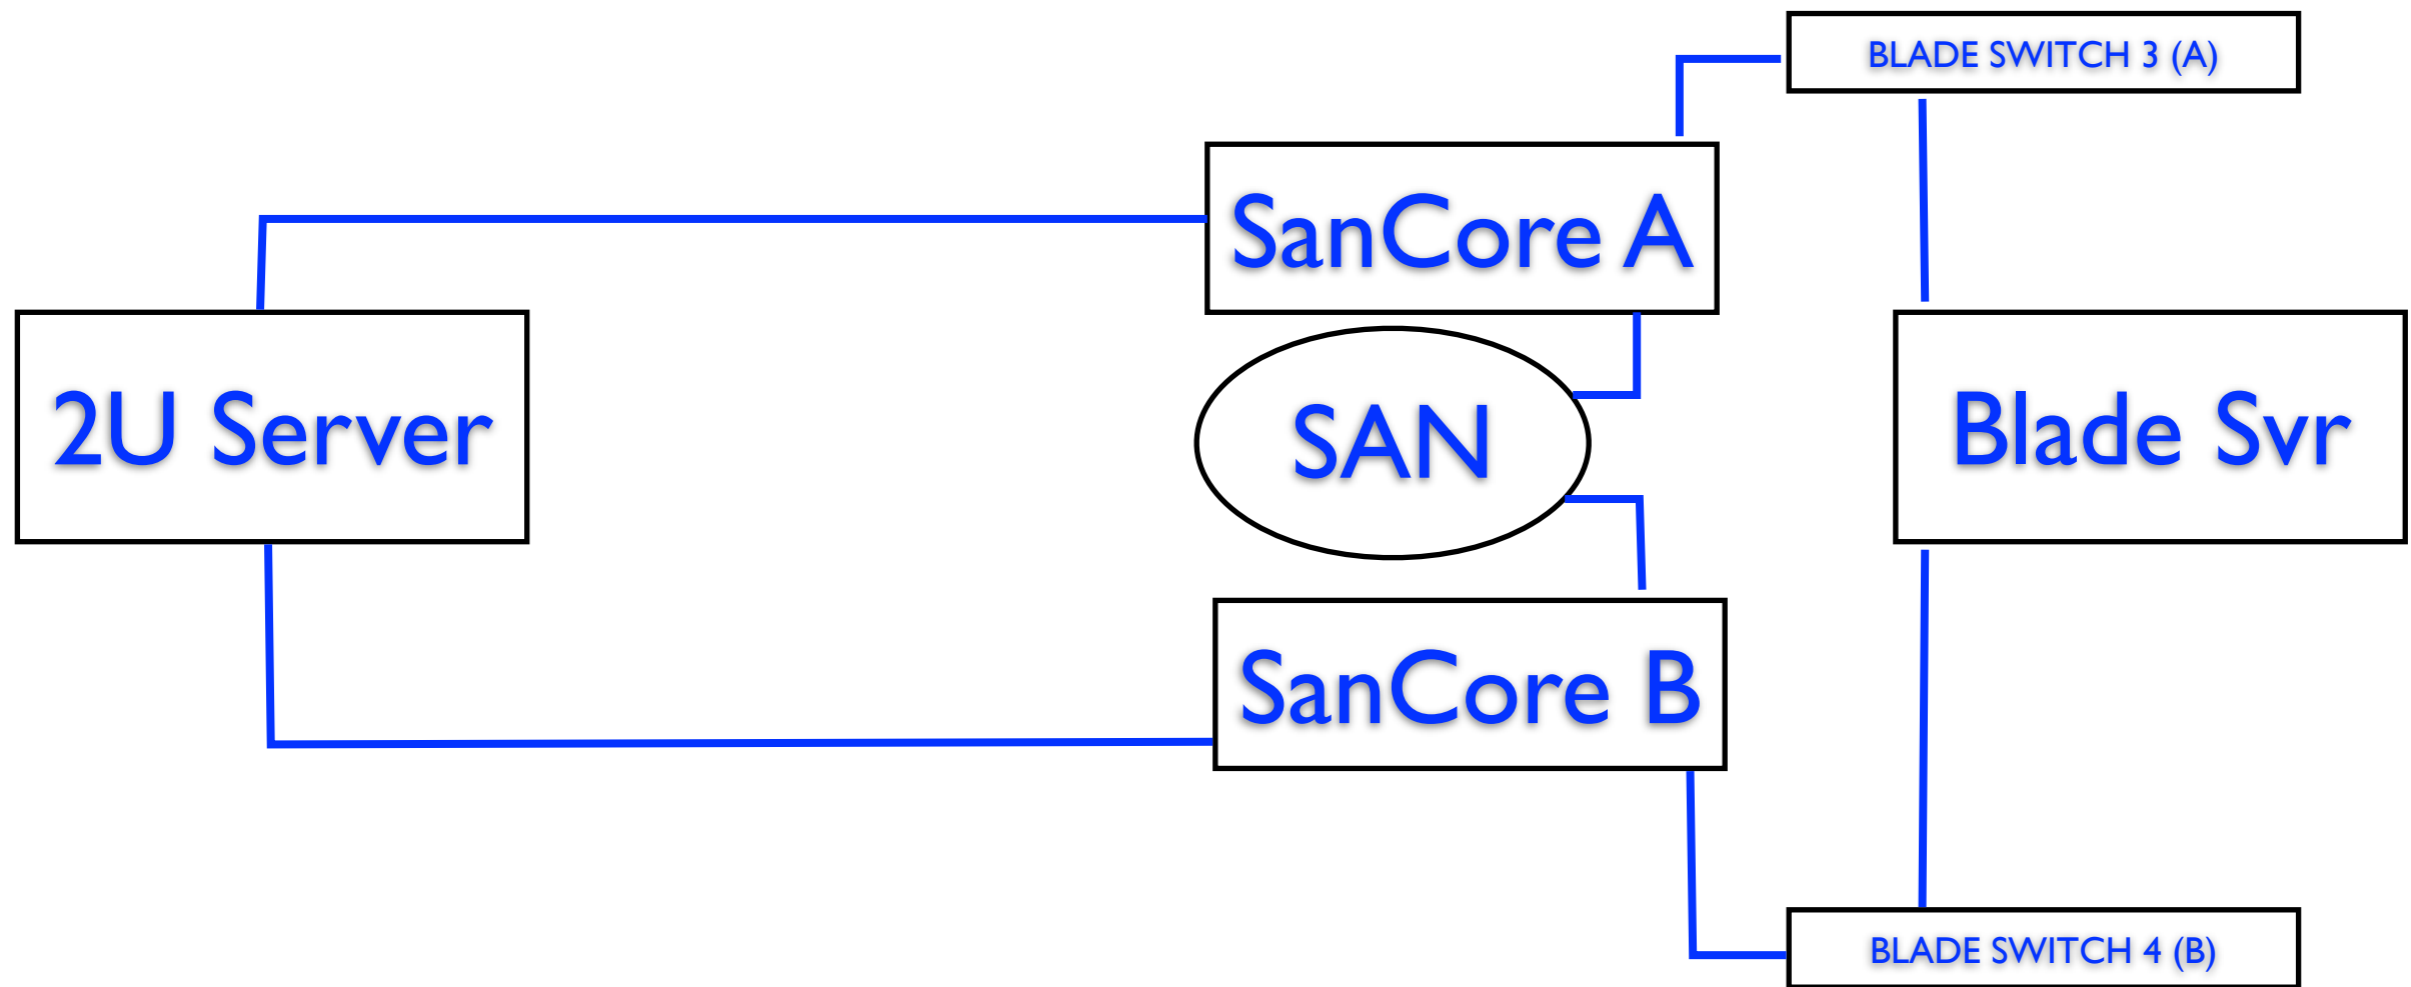 BLADE SWITCH 3 (A)
SanCore A
2U Server
SAN
Blade Svr
SanCore B
BLADE SWITCH 4 (B)